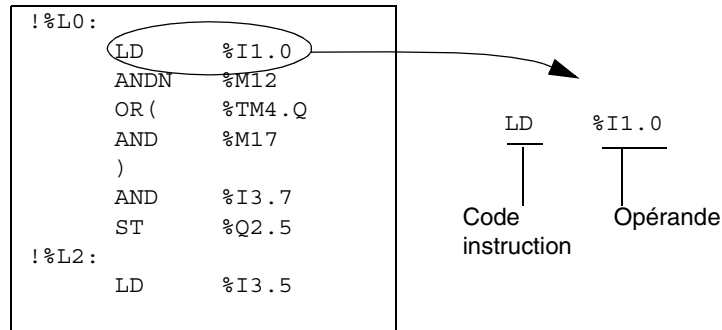 !%L0:
LD %I1.0
ANDN %M12
OR( %TM4.Q
AND %M17
)
AND %I3.7
ST %Q2.5
!%L2:
LD %I3.5
LD %I1.0
Code instruction
Opérande